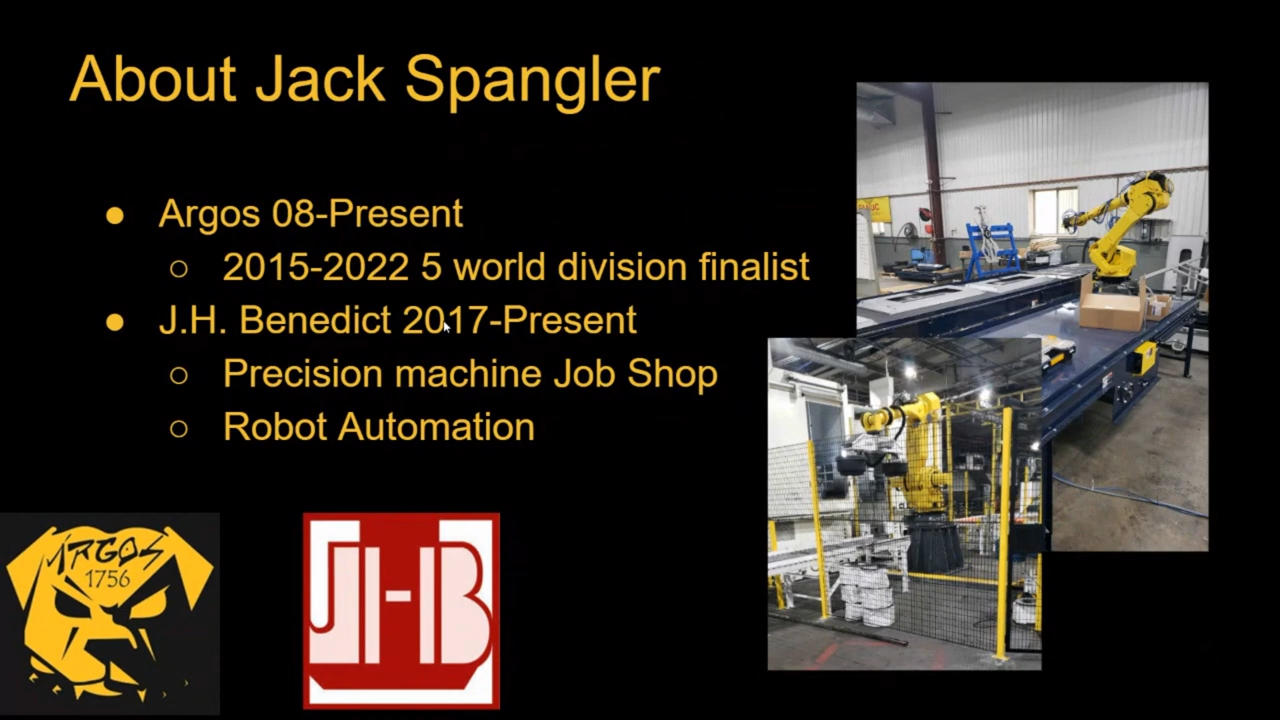 About Jack Spangler
Argos 08-Present
2015-2022 5 world division finalist
J.H. Benedict 2017-Present
Precision machine Job Shop
Robot Automation
ARGOS
1756
JHB